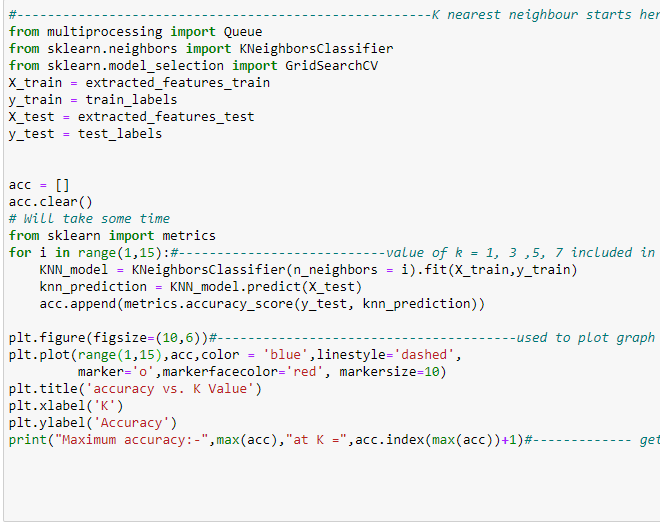 #--------------------------------------------------K nearest neighbour starts her
from multiprocessing import Queue
from sklearn.neighbors import KNeighborsClassifier
from sklearn.model_selection import GridSearchCV
X_train = extracted_features_train
y_train = train_labels
X_test = extracted_features_test
y_test = test_labels
acc = []
acc.clear()
# Will take some time
from sklearn import metrics
for i in range(1,15):#-------------------------value of k = 1, 3 ,5, 7 included in
    KNN_model = KNeighborsClassifier(n_neighbors = i).fit(X_train,y_train)
    knn_prediction = KNN_model.predict(X_test)
    acc.append(metrics.accuracy_score(y_test, knn_prediction))
plt.figure(figsize=(10,6))#------------------------------------used to plot graph
plt.plot(range(1,15),acc,color = 'blue',linestyle='dashed',
         marker='o',markerfacecolor='red', markersize=10)
plt.title('accuracy vs. K Value')
plt.xlabel('K')
plt.ylabel('Accuracy')
print("Maximum accuracy:-",max(acc),"at K =",acc.index(max(acc))+1)#------------ get